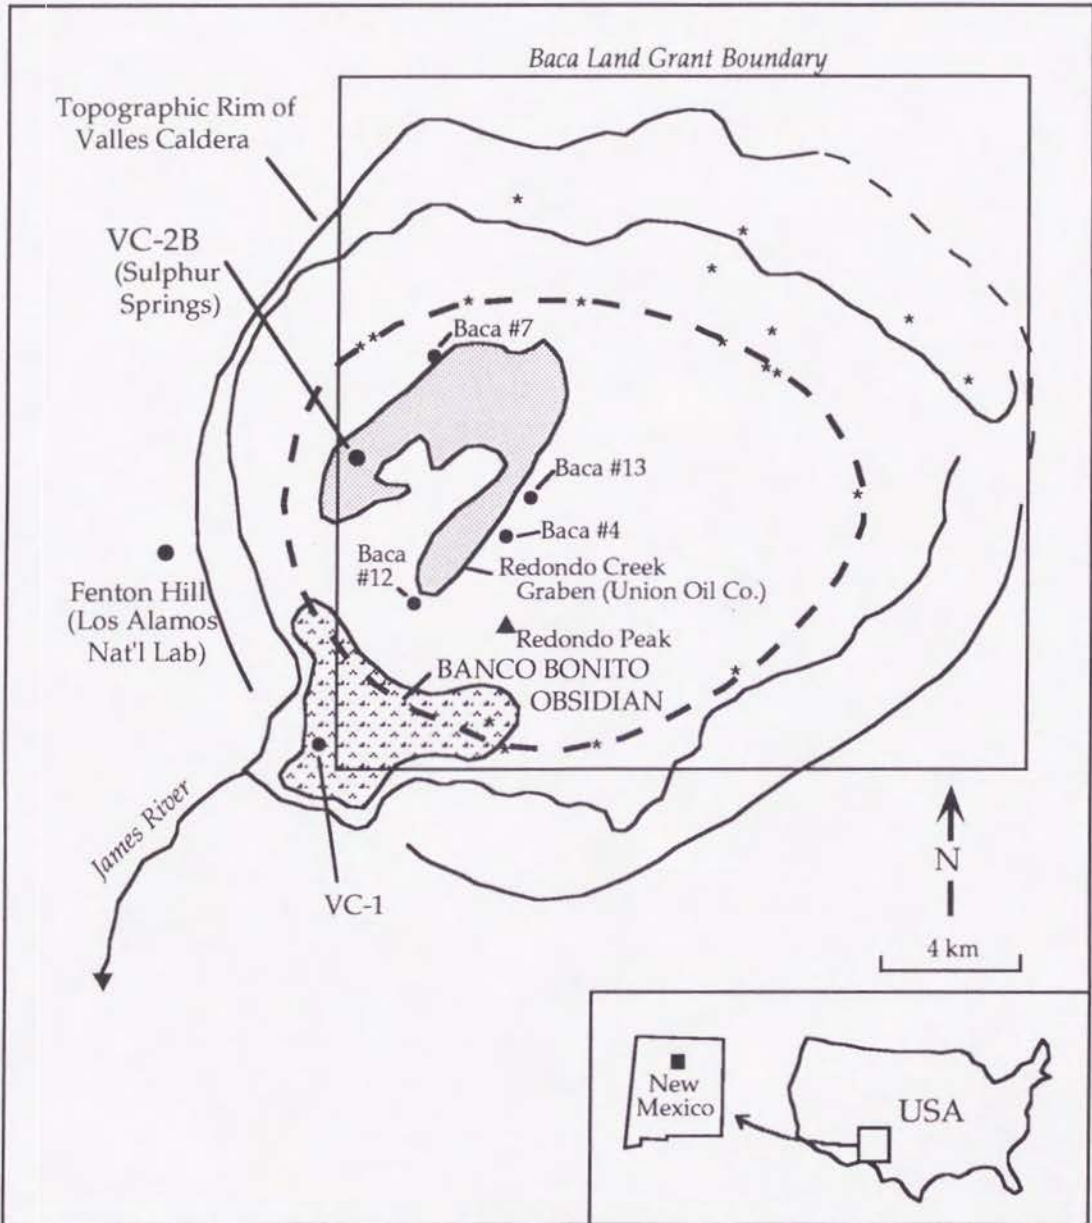 Baca Land Grant Boundary
Topographic Rim of
Valles Caldera
VC-2B
(Sulphur
Springs)
Baca #7
Baca #13
Baca #4
Baca
#12
Redondo Creek
Graben (Union Oil Co.)
Fenton Hill
(Los Alamos
Nat'l Lab)
Redondo Peak
BANCO BONITO
OBSIDIAN
James River
VC-1
N
4 km
New
Mexico
USA